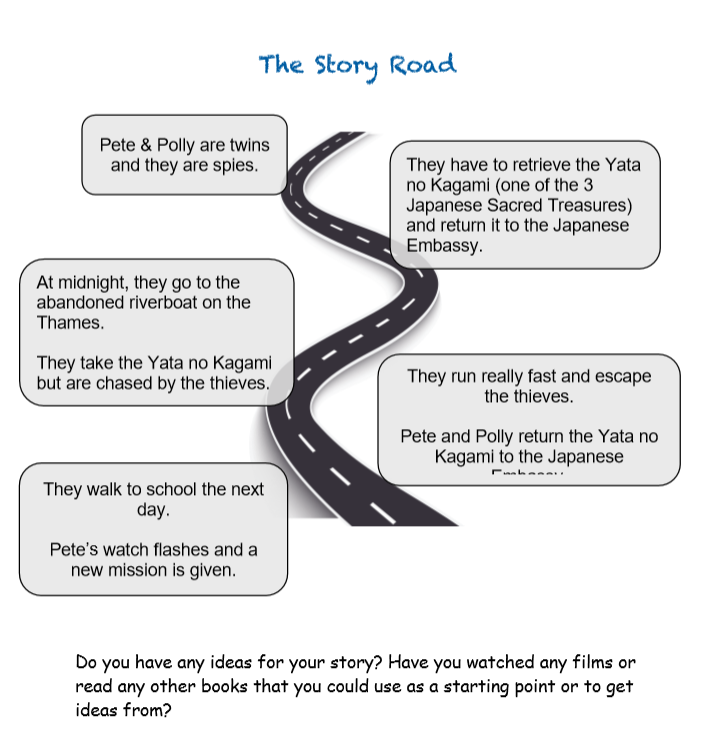 The Story Road
Pete & Polly are twins
and they are spies.
They have to retrieve the Yata
no Kagami (one of the 3
Japanese Sacred Treasures)
and return it to the Japanese
Embassy.
At midnight, they go to the
abandoned riverboat on the
Thames.
They take the Yata no Kagami
but are chased by the thieves.
They run really fast and escape
the thieves.
Pete and Polly return the Yata no
Kagami to the Japanese
They walk to school the next
day.
Pete’s watch flashes and a
new mission is given.
Do you have any ideas for your story? Have you watched any films or
read any other books that you could use as a starting point or to get
ideas from?